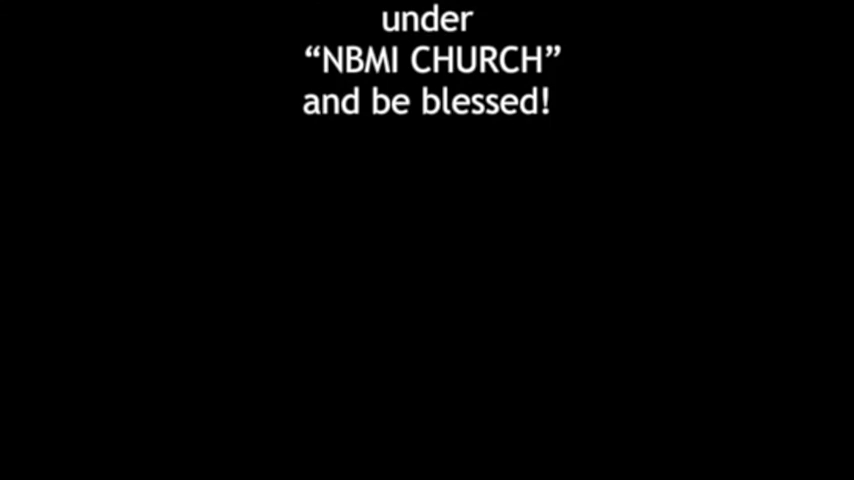 under
“NBMI CHURCH”
and be blessed!